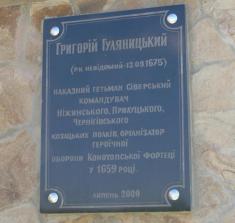 ГРИГОРІЙ ГУЛЯНИЦЬКИЙ
(Р.Н. НЕВІДОМИЙ-13.09.1675)
НАКАЗНИЙ ГЕТЬМАН СІВЕРСЬКИЙ
КОМАНДУВАЧ
НІЖИНСЬКОГО, ПРИЛУЦЬКОГО,
ЧЕРНІГІВСЬКОГО
КОЗАЦЬКИХ ПОЛКІВ, ОРГАНІЗАТОР
ГЕРОЇЧНОЇ
ОБОРОНИ КОНОТОПСЬКОЇ ФОРТЕЦІ
У 1659 РОЦІ.
ЛИПЕНЬ 2009